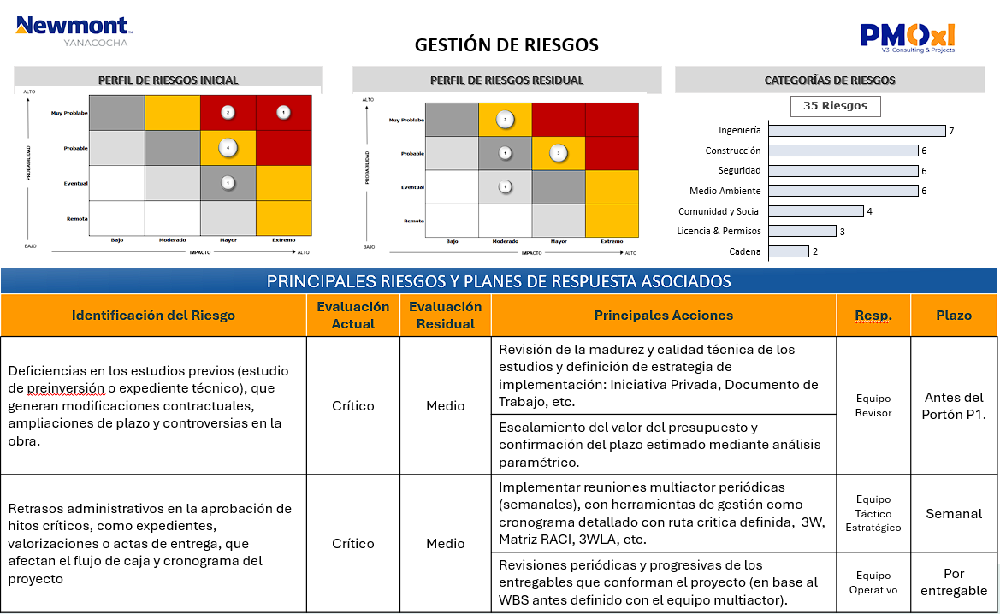 Newmont™
YANACOCHA
GESTIÓN DE RIESGOS
PMOxI
V3 Consulting & Projects
PERFIL DE RIESGOS INICIAL
ALTO
PROBABILIDAD
BAJO
Muy Problabe
2
1
Probable
4
Eventual
1
Remota
Bajo
Moderado
Mayor
Extremo
IMPACTO
ALTO
PERFIL DE RIESGOS RESIDUAL
ALTO
PROBABILIDAD
BAJO
Muy Problabe
3
Probable
1
3
Eventual
1
Remota
Bajo
Moderado
Mayor
Extremo
IMPACTO
ALTO
CATEGORÍAS DE RIESGOS
35 Riesgos
Ingeniería 7
Construcción 6
Seguridad 6
Medio Ambiente 6
Comunidad y Social 4
Licencia & Permisos 3
Cadena 2
PRINCIPALES RIESGOS Y PLANES DE RESPUESTA ASOCIADOS
Identificación del Riesgo
Evaluación
Actual
Evaluación
Residual
Principales Acciones
Resp.
Plazo
Deficiencias en los estudios previos (estudio
de preinversión o expediente técnico), que
generan modificaciones contractuales,
ampliaciones de plazo y controversias en la
obra.
Crítico
Medio
Revisión de la madurez y calidad técnica de los
estudios y definición de estrategia de
implementación: Iniciativa Privada, Documento de
Trabajo, etc.
Escalamiento del valor del presupuesto y
confirmación del plazo estimado mediante análisis
paramétrico.
Equipo
Revisor
Antes del
Portón P1.
Retrasos administrativos en la aprobación de
hitos críticos, como expedientes,
valorizaciones o actas de entrega, que
afectan el flujo de caja y cronograma del
proyecto
Crítico
Medio
Implementar reuniones multiactor periódicas
(semanales), con herramientas de gestión como
cronograma detallado con ruta critica definida, 3W,
Matriz RACI, 3WLA, etc.
Equipo
Táctico
Estratégico
Semanal
Revisiones periódicas y progresivas de los
entregables que conforman el proyecto (en base al
WBS antes definido con el equipo multiactor).
Equipo
Operativo
Por
entregable